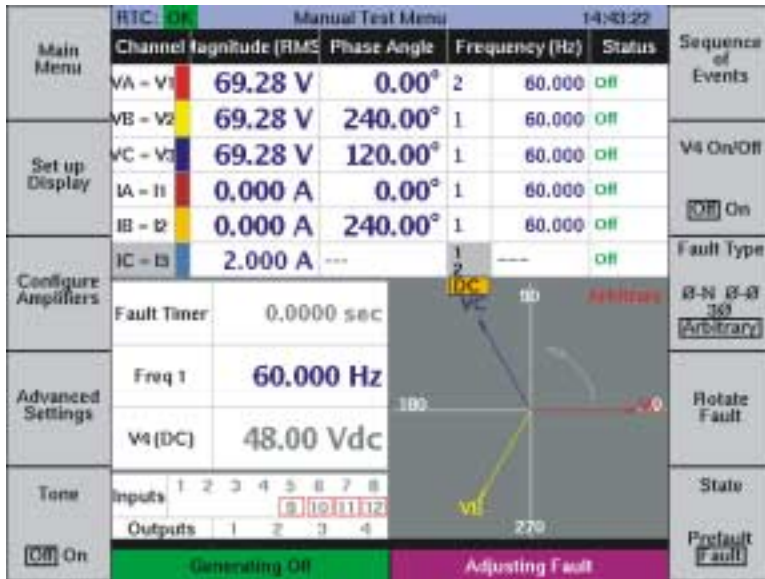 RTC: OK Manual Test Menu 14:43:22
Main Menu
Set up Display
Configure Amplifiers
Advanced Settings
Tone
Off On
Channel Magnitude (RMS Phase Angle Frequency (Hz) Status
VA = V1 69.28 V 0.00° 2 60.000 Off
VB = V2 69.28 V 240.00° 1 60.000 Off
VC = V3 69.28 V 120.00° 1 60.000 Off
IA = I1 0.000 A 0.00° 1 60.000 Off
IB = I2 0.000 A 240.00° 1 60.000 Off
IC = I3 2.000 A --- 1 2 DC --- Off
Fault Timer 0.0000 sec
Freq 1 60.000 Hz
V4 (DC) 48.00 Vdc
Inputs 1 2 3 4 5 6 7 8
9 10 11 12
Outputs 1 2 3 4
VC 90 Arbitrary
180 0
VB 270
Generating Off Adjusting Fault
Sequence of Events
V4 On/Off
Off On
Fault Type
Ø-N Ø-Ø
3Ø
Arbitrary
Rotate Fault
State
Prefault
Fault